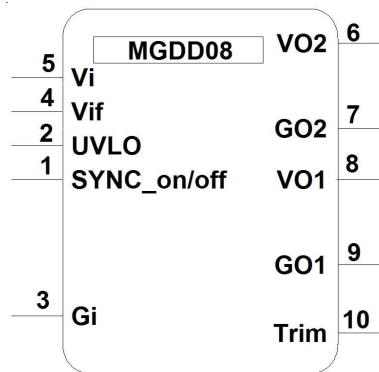 MGDD08
5 Vi
4 Vif
2 UVLO
1 SYNC_on/off
3 Gi
VO2 6
GO2 7
VO1 8
GO1 9
Trim 10